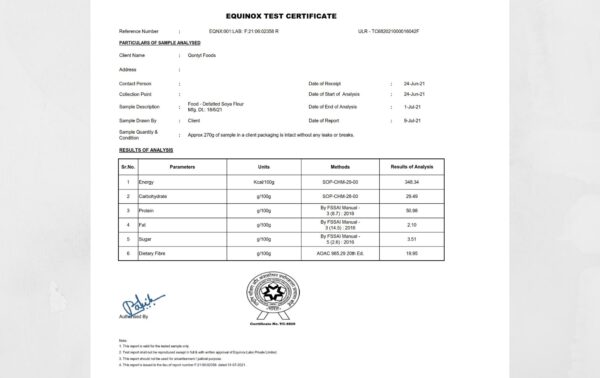 EQUINOX TEST CERTIFICATE
Reference Number : EQNX:001:LAB: F:21:06:02358 R ULR - TC682021000016042F
PARTICULARS OF SAMPLE ANALYSED
Client Name : Qontyt Foods
Address :
Contact Person : Date of Receipt : 24-Jun-21
Collection Point : Date of Start of Analysis : 24-Jun-21
Sample Description : Food - Defatted Soya Flour Date of End of Analysis : 1-Jul-21
Mfg. Dt.: 18/6/21
Sample Drawn By : Client Date of Report : 9-Jul-21
Sample Quantity & Condition : Approx 270g of sample in a client packaging is intact without any leaks or breaks.
RESULTS OF ANALYSIS
Sr.No. Parameters Units Methods Results of Analysis
1 Energy Kcal/100g SOP-CHM-28-00 348.34
2 Carbohydrate g/100g SOP-CHM-28-00 29.49
3 Protein g/100g By FSSAI Manual - 3 (8.7) : 2016 50.98
4 Fat g/100g By FSSAI Manual - 3 (14.5) : 2016 2.10
5 Sugar g/100g By FSSAI Manual - 5 (2.6) : 2016 3.51
6 Dietary Fibre g/100g AOAC 985.29 20th Ed. 19.95
Authorised By
Certificate No. TC-6820
Note:
1. This report is valid for the tested sample only.
2. Test report shall not be reproduced except in full & with written approval of Equinox Labs Private Limited.
3. This report should not be used for advertisement / judicial purpose.
4. This report is issued in the lieu of report number F:21:06:02358, dated